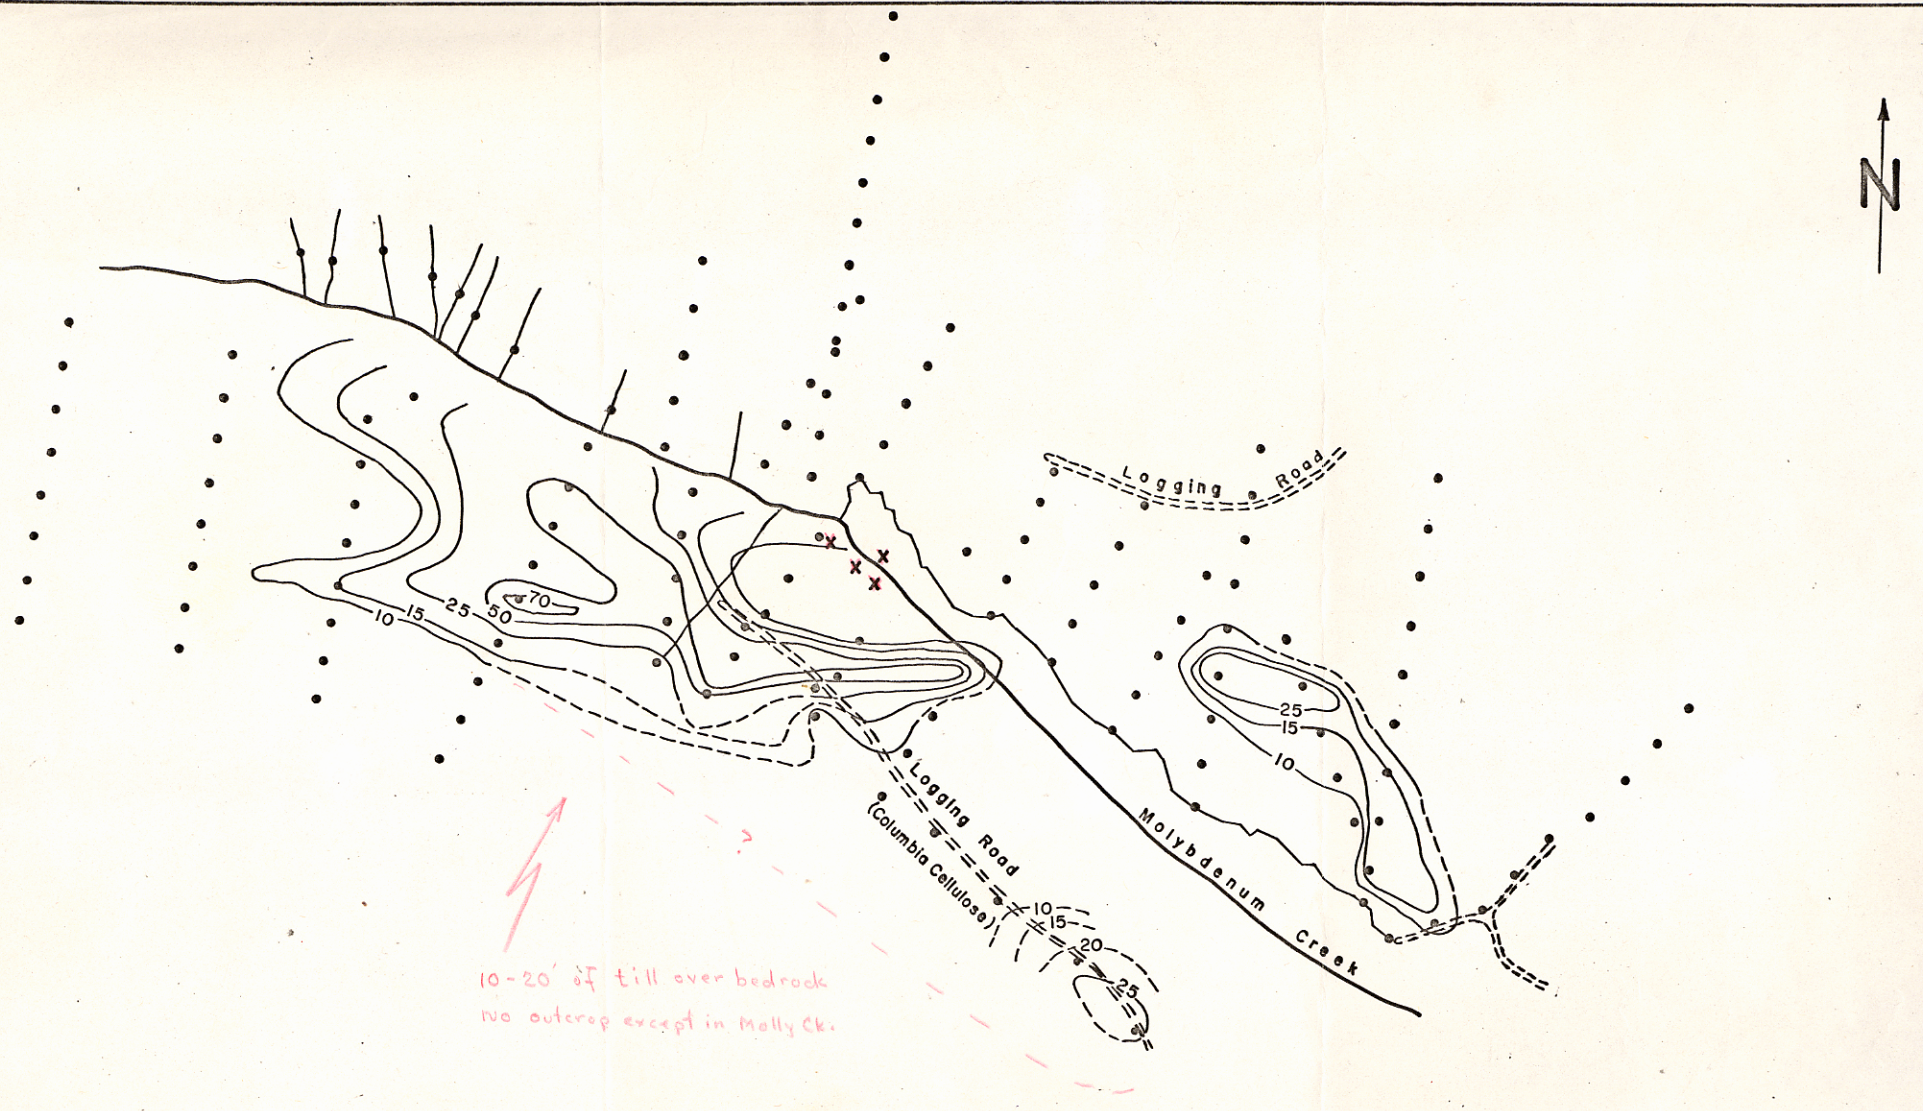 N
Logging Road
70
10 15 25 50
25
15
10
Logging Road
(Columbia Cellulose)
Molybdenum Creek
10
15
20
25
?
10-20' of till over bedrock
No outcrop except in Molly Ck.